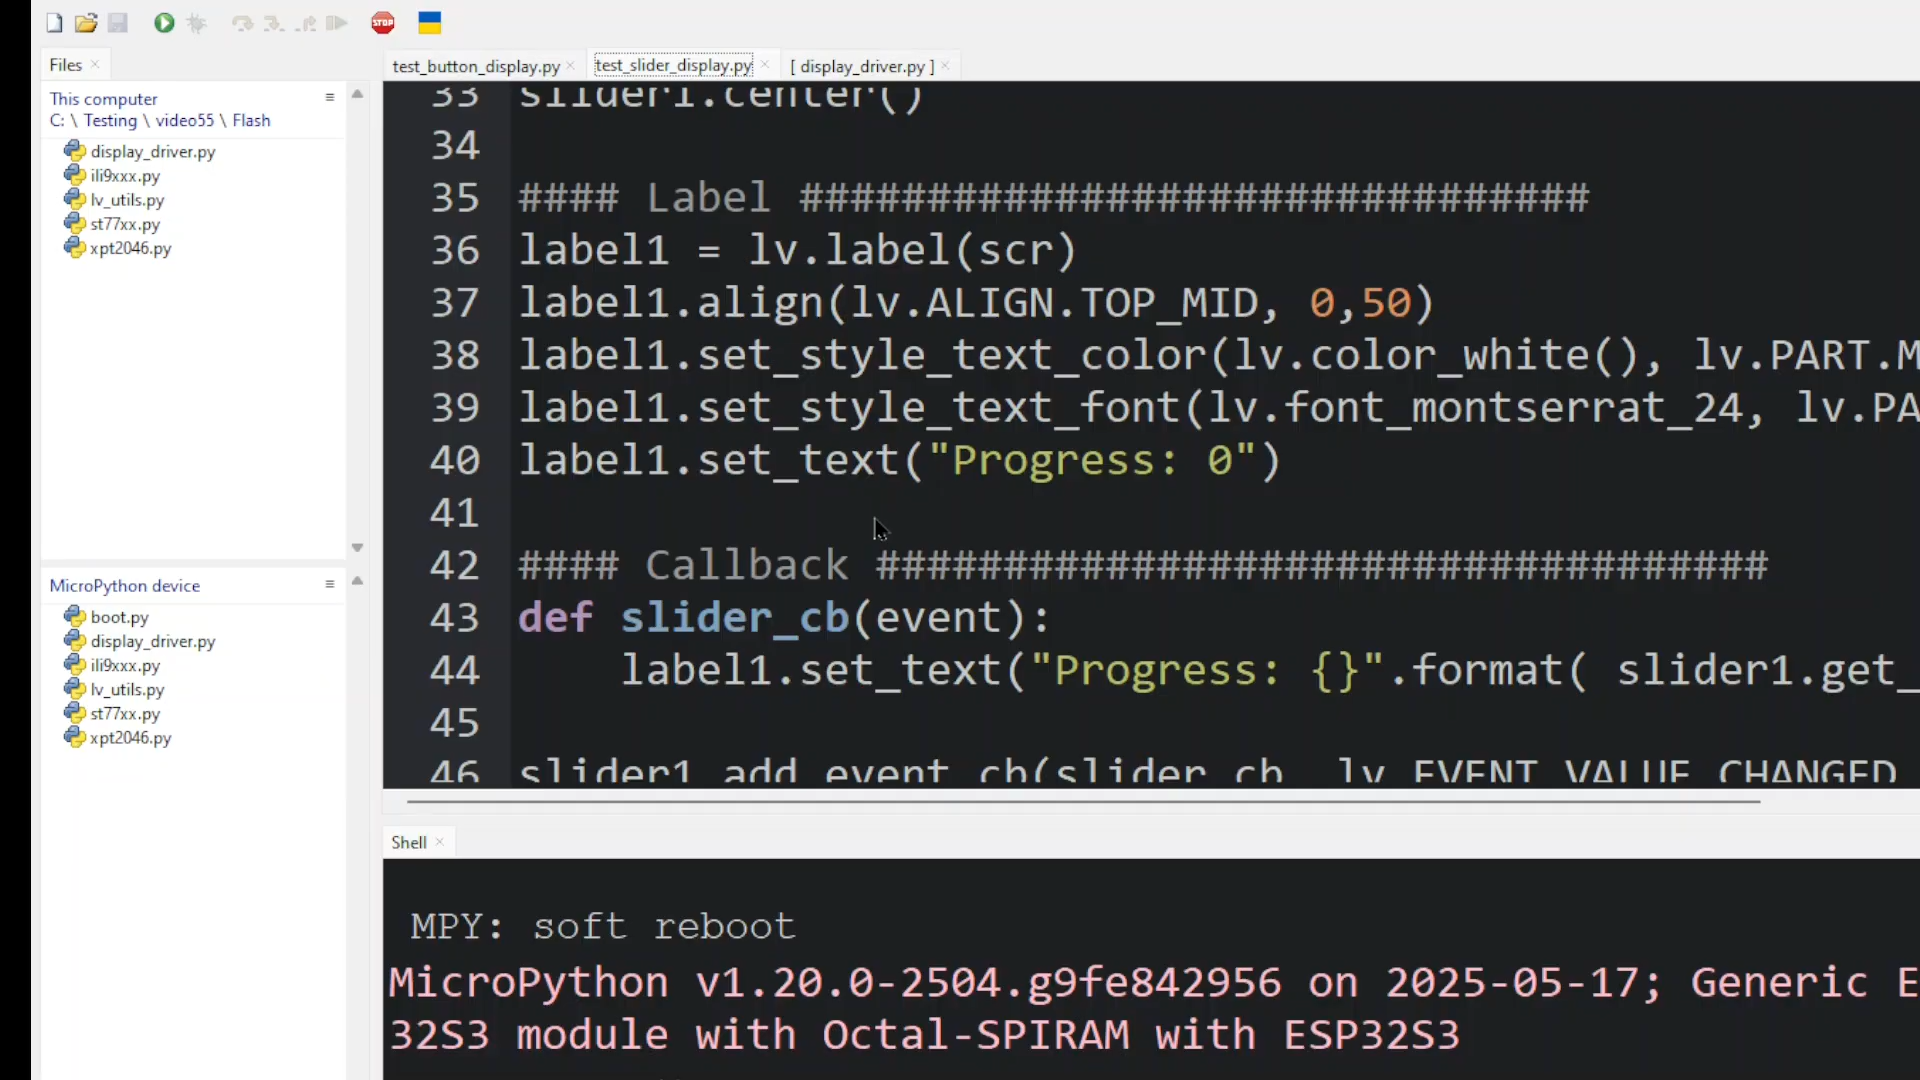 STOP
Files
test_button_display.py
test_slider_display.py
[ display_driver.py ]
This computer
C: \ Testing \ video55 \ Flash
display_driver.py
ili9xxx.py
lv_utils.py
st77xx.py
xpt2046.py
MicroPython device
boot.py
display_driver.py
ili9xxx.py
lv_utils.py
st77xx.py
xpt2046.py
33 slider1.center()
34
35 #### Label ###############################
36 label1 = lv.label(scr)
37 label1.align(lv.ALIGN.TOP_MID, 0,50)
38 label1.set_style_text_color(lv.color_white(), lv.PART.M
39 label1.set_style_text_font(lv.font_montserrat_24, lv.PA
40 label1.set_text("Progress: 0")
41
42 #### Callback ###################################
43 def slider_cb(event):
44     label1.set_text("Progress: {}".format( slider1.get_
45
46 slider1.add_event_cb(slider_cb, lv.EVENT.VALUE_CHANGED
Shell
MPY: soft reboot
MicroPython v1.20.0-2504.g9fe842956 on 2025-05-17; Generic E
32S3 module with Octal-SPIRAM with ESP32S3